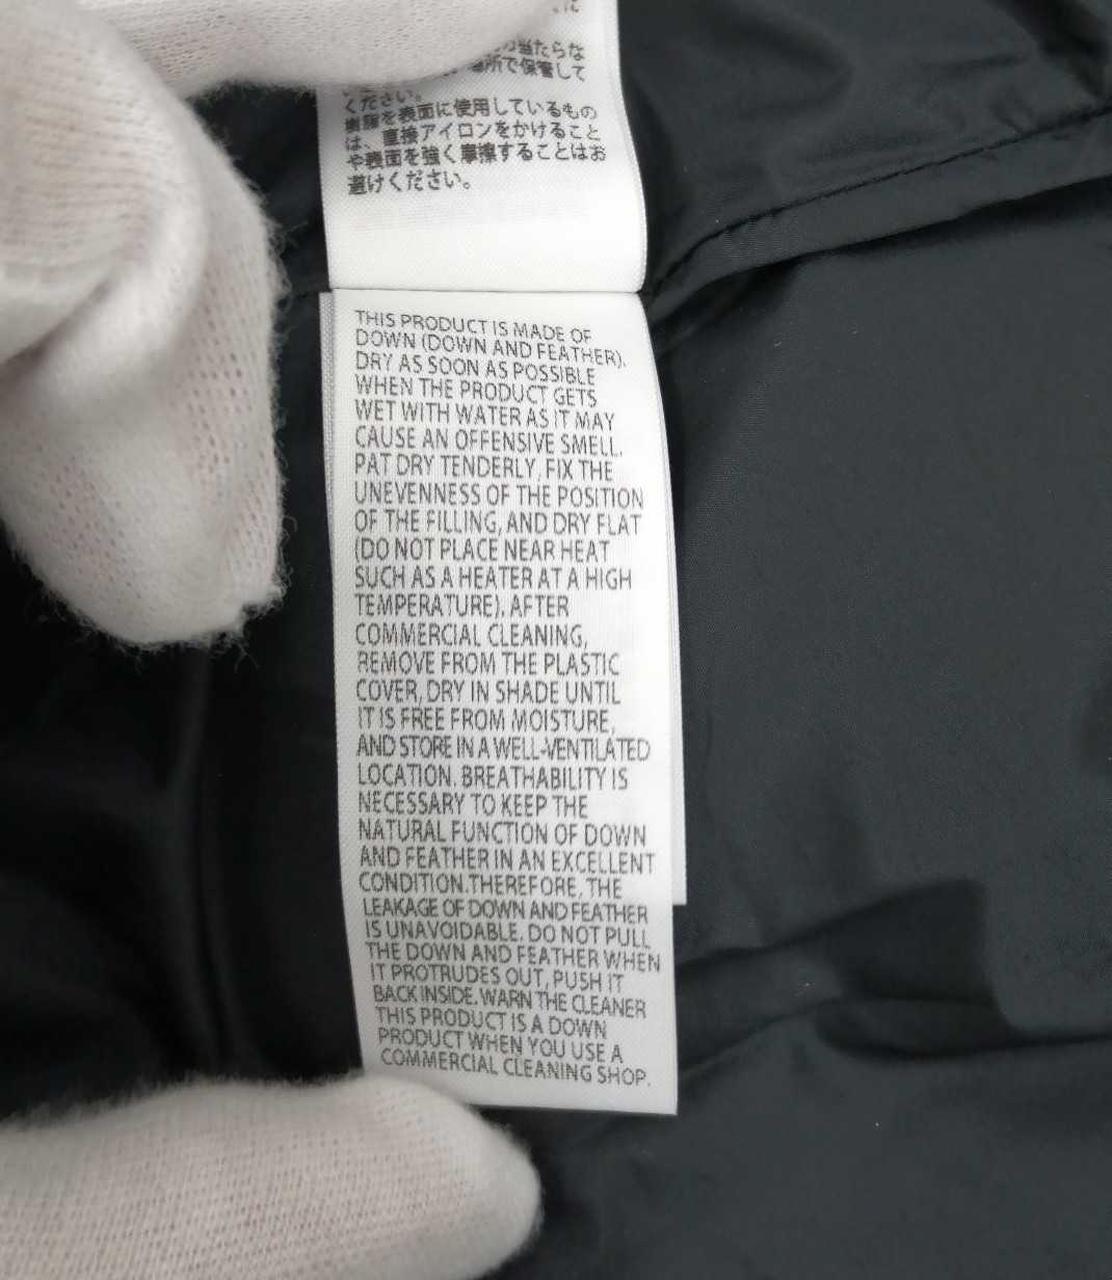 当たらな
場所で保管して
ください。
樹脂を表面に使用しているもの
は、直接アイロンをかけること
や表面を強く摩擦することはお
避けください。
THIS PRODUCT IS MADE OF
DOWN (DOWN AND FEATHER).
DRY AS SOON AS POSSIBLE
WHEN THE PRODUCT GETS
WET WITH WATER AS IT MAY
CAUSE AN OFFENSIVE SMELL.
PAT DRY TENDERLY, FIX THE
UNEVENNESS OF THE POSITION
OF THE FILLING, AND DRY FLAT
(DO NOT PLACE NEAR HEAT
SUCH AS A HEATER AT A HIGH
TEMPERATURE). AFTER
COMMERCIAL CLEANING,
REMOVE FROM THE PLASTIC
COVER, DRY IN SHADE UNTIL
IT IS FREE FROM MOISTURE,
AND STORE IN A WELL-VENTILATED
LOCATION. BREATHABILITY IS
NECESSARY TO KEEP THE
NATURAL FUNCTION OF DOWN
AND FEATHER IN AN EXCELLENT
CONDITION.THEREFORE, THE
LEAKAGE OF DOWN AND FEATHER
IS UNAVOIDABLE. DO NOT PULL
THE DOWN AND FEATHER WHEN
IT PROTRUDES OUT, PUSH IT
BACK INSIDE. WARN THE CLEANER
THIS PRODUCT IS A DOWN
PRODUCT WHEN YOU USE A
COMMERCIAL CLEANING SHOP.